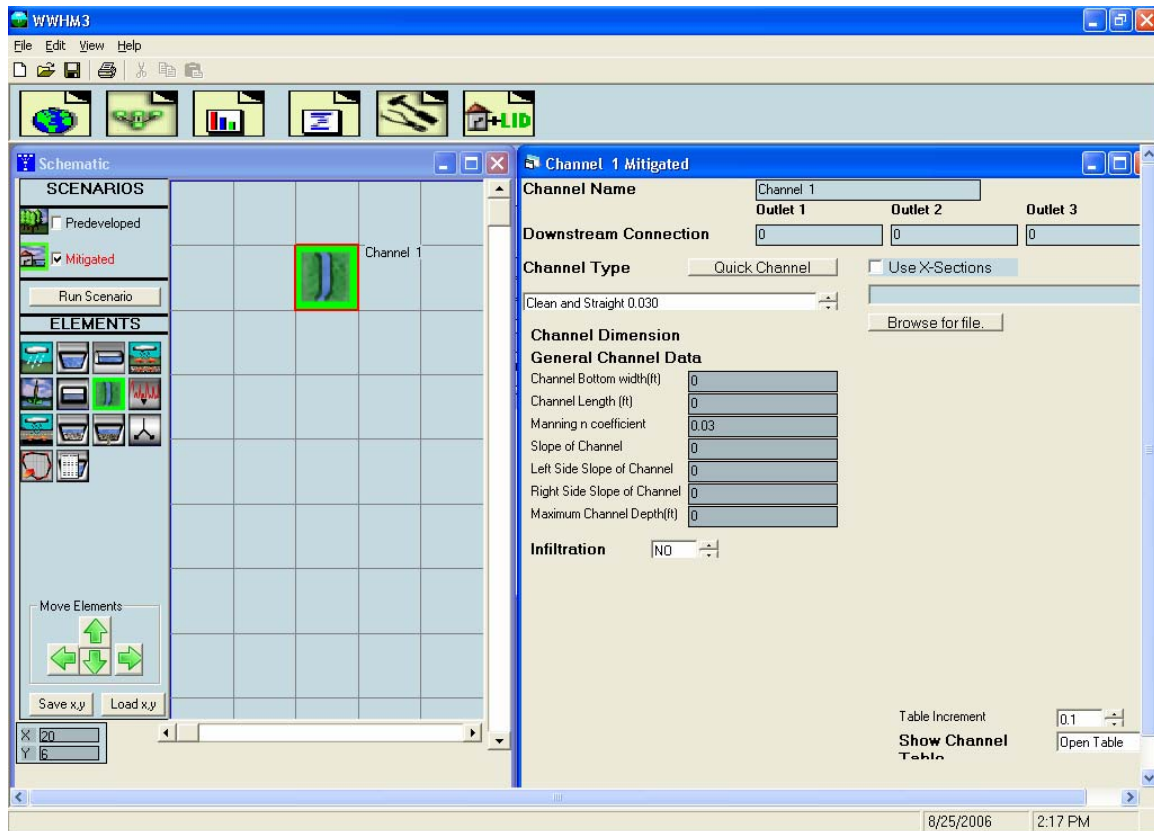 WWHM3
File Edit View Help
+LID
Schematic
SCENARIOS
Predeveloped
Mitigated
Run Scenario
ELEMENTS
Move Elements
Save x,y Load x,y
X 20
Y 6
Channel 1
Channel 1 Mitigated
Channel Name Channel 1
Outlet 1 Outlet 2 Outlet 3
Downstream Connection 0 0 0
Channel Type Quick Channel Use X-Sections
Clean and Straight 0.030
Browse for file.
Channel Dimension
General Channel Data
Channel Bottom width(ft) 0
Channel Length (ft) 0
Manning n coefficient 0.03
Slope of Channel 0
Left Side Slope of Channel 0
Right Side Slope of Channel 0
Maximum Channel Depth(ft) 0
Infiltration NO
Table Increment 0.1
Show Channel Open Table
Table
8/25/2006 2:17 PM